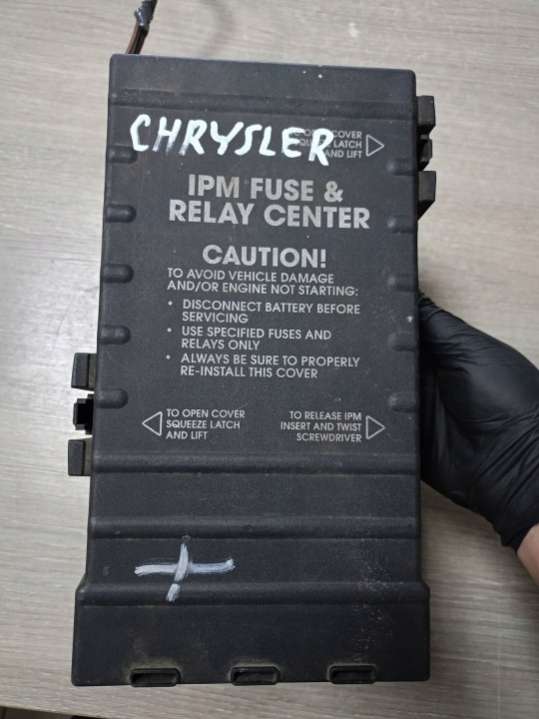 CHRYSLER
COVER
LATCH
AND LIFT
IPM FUSE &
RELAY CENTER
CAUTION!
TO AVOID VEHICLE DAMAGE
AND/OR ENGINE NOT STARTING:
• DISCONNECT BATTERY BEFORE
SERVICING
• USE SPECIFIED FUSES AND
RELAYS ONLY
• ALWAYS BE SURE TO PROPERLY
RE-INSTALL THIS COVER
TO OPEN COVER
SQUEEZE LATCH
AND LIFT
TO RELEASE IPM
INSERT AND TWIST
SCREWDRIVER